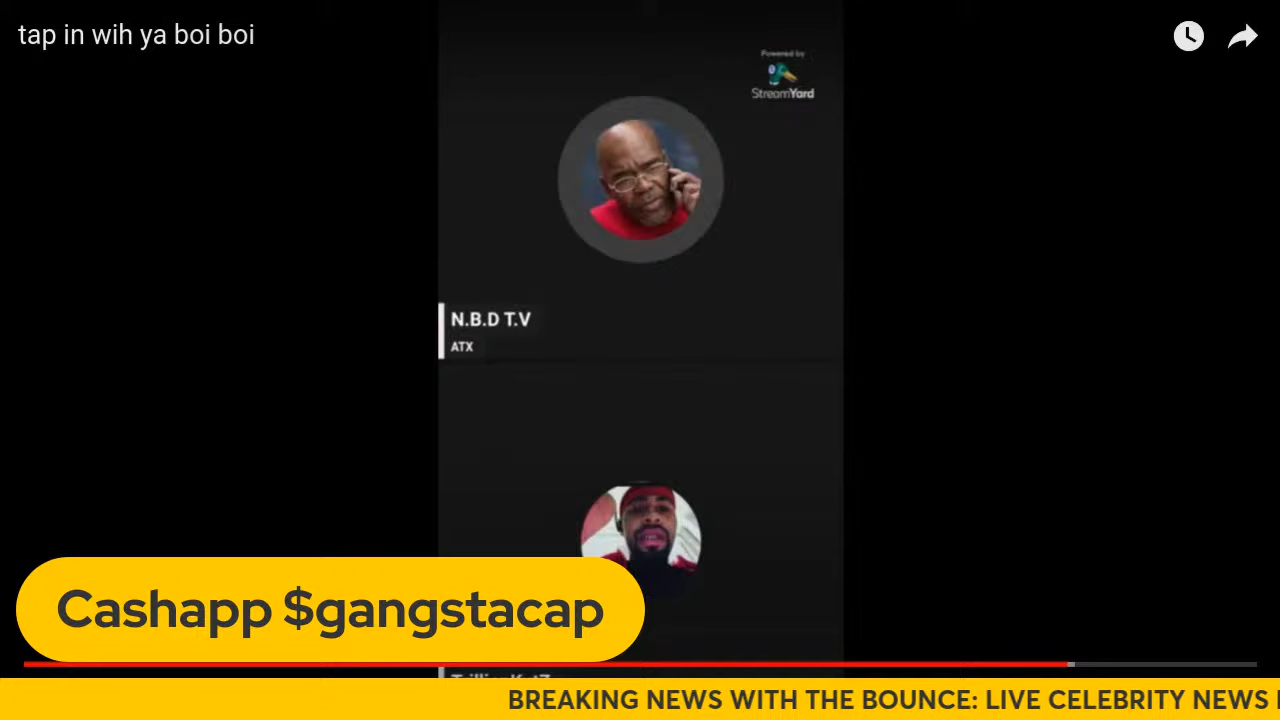 tap in wih ya boi boi
Powered by
StreamYard
N.B.D T.V
ATX
Cashapp $gangstacap
BREAKING NEWS WITH THE BOUNCE: LIVE CELEBRITY NEWS